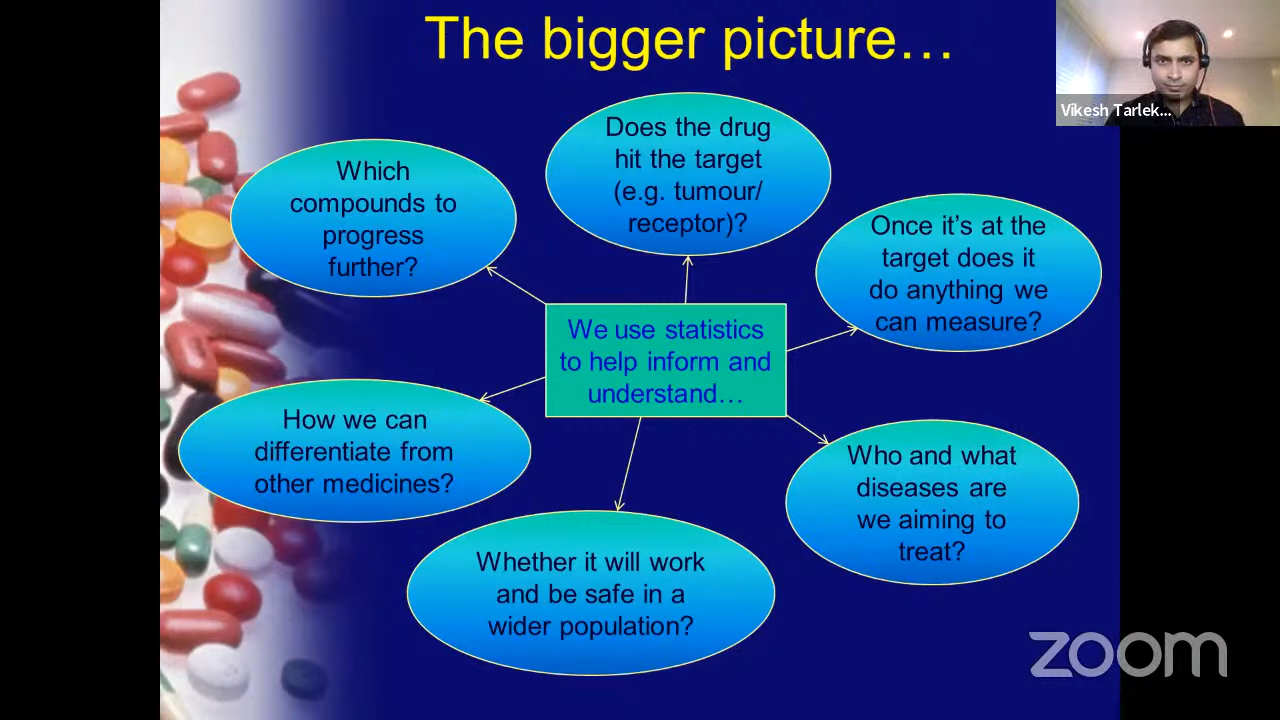 The bigger picture…
Vikesh Tarlek...
Does the drug
hit the target
(e.g. tumour/
receptor)?
Which
compounds to
progress
further?
Once it’s at the
target does it
do anything we
can measure?
We use statistics
to help inform and
understand…
How we can
differentiate from
other medicines?
Who and what
diseases are
we aiming to
treat?
Whether it will work
and be safe in a
wider population?
zoom